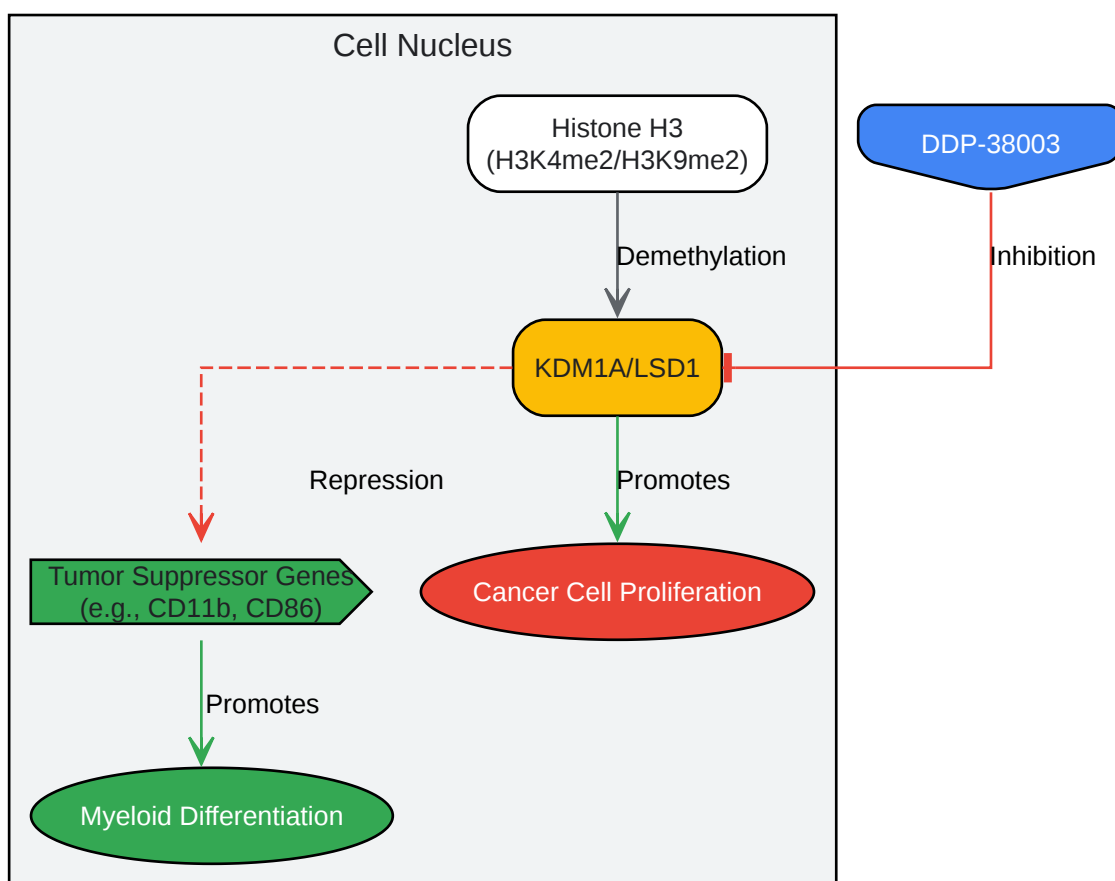 Cell Nucleus
Histone H3
(H3K4me2/H3K9me2)
DDP-38003
Demethylation
Inhibition
KDM1A/LSD1
Repression
Promotes
Tumor Suppressor Genes
(e.g., CD11b, CD86)
Cancer Cell Proliferation
Promotes
Myeloid Differentiation